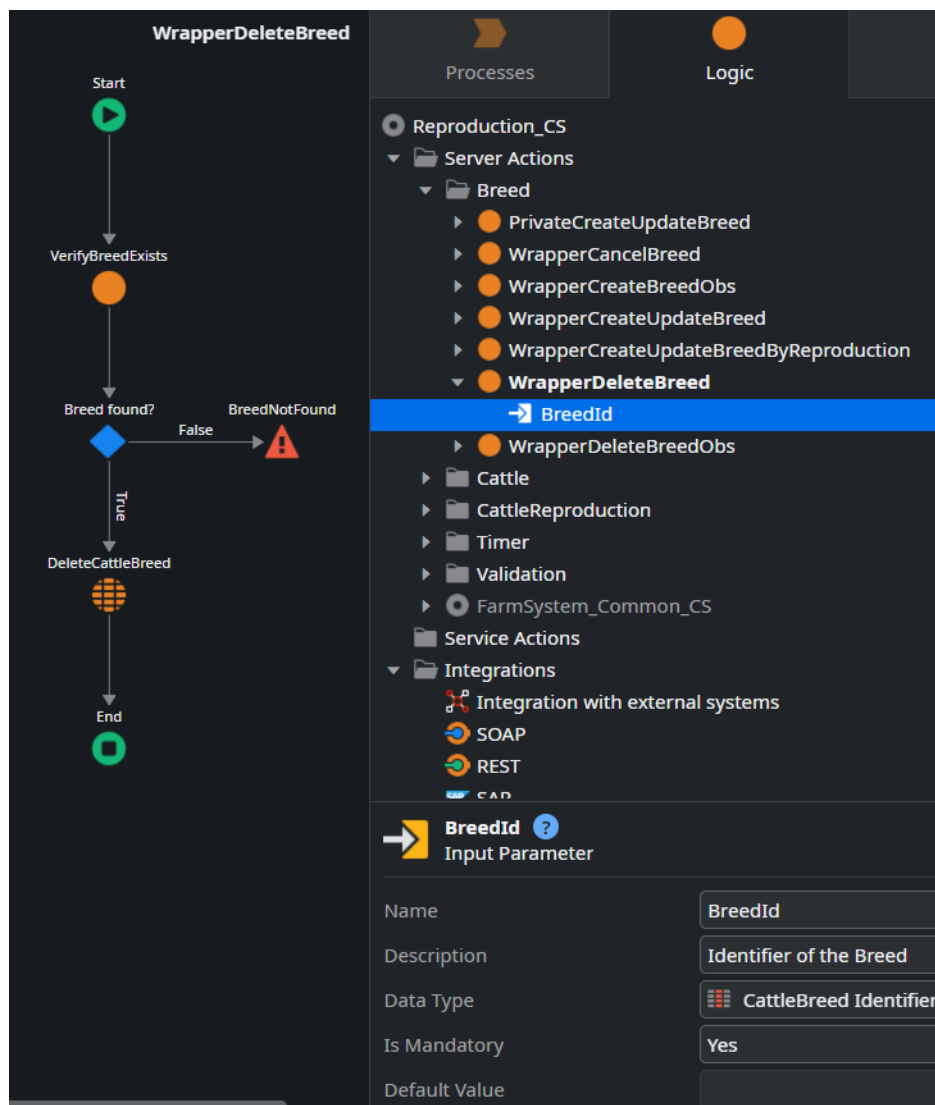 WrapperDeleteBreed
Start
VerifyBreedExists
Breed found?
BreedNotFound
False
True
DeleteCattleBreed
End
Processes
Logic
Reproduction_CS
Server Actions
Breed
PrivateCreateUpdateBreed
WrapperCancelBreed
WrapperCreateBreedObs
WrapperCreateUpdateBreed
WrapperCreateUpdateBreedByReproduction
WrapperDeleteBreed
BreedId
WrapperDeleteBreedObs
Cattle
CattleReproduction
Timer
Validation
FarmSystem_Common_CS
Service Actions
Integrations
Integration with external systems
SOAP
REST
SAP
BreedId ?
Input Parameter
Name BreedId
Description Identifier of the Breed
Data Type CattleBreed Identifier
Is Mandatory Yes
Default Value